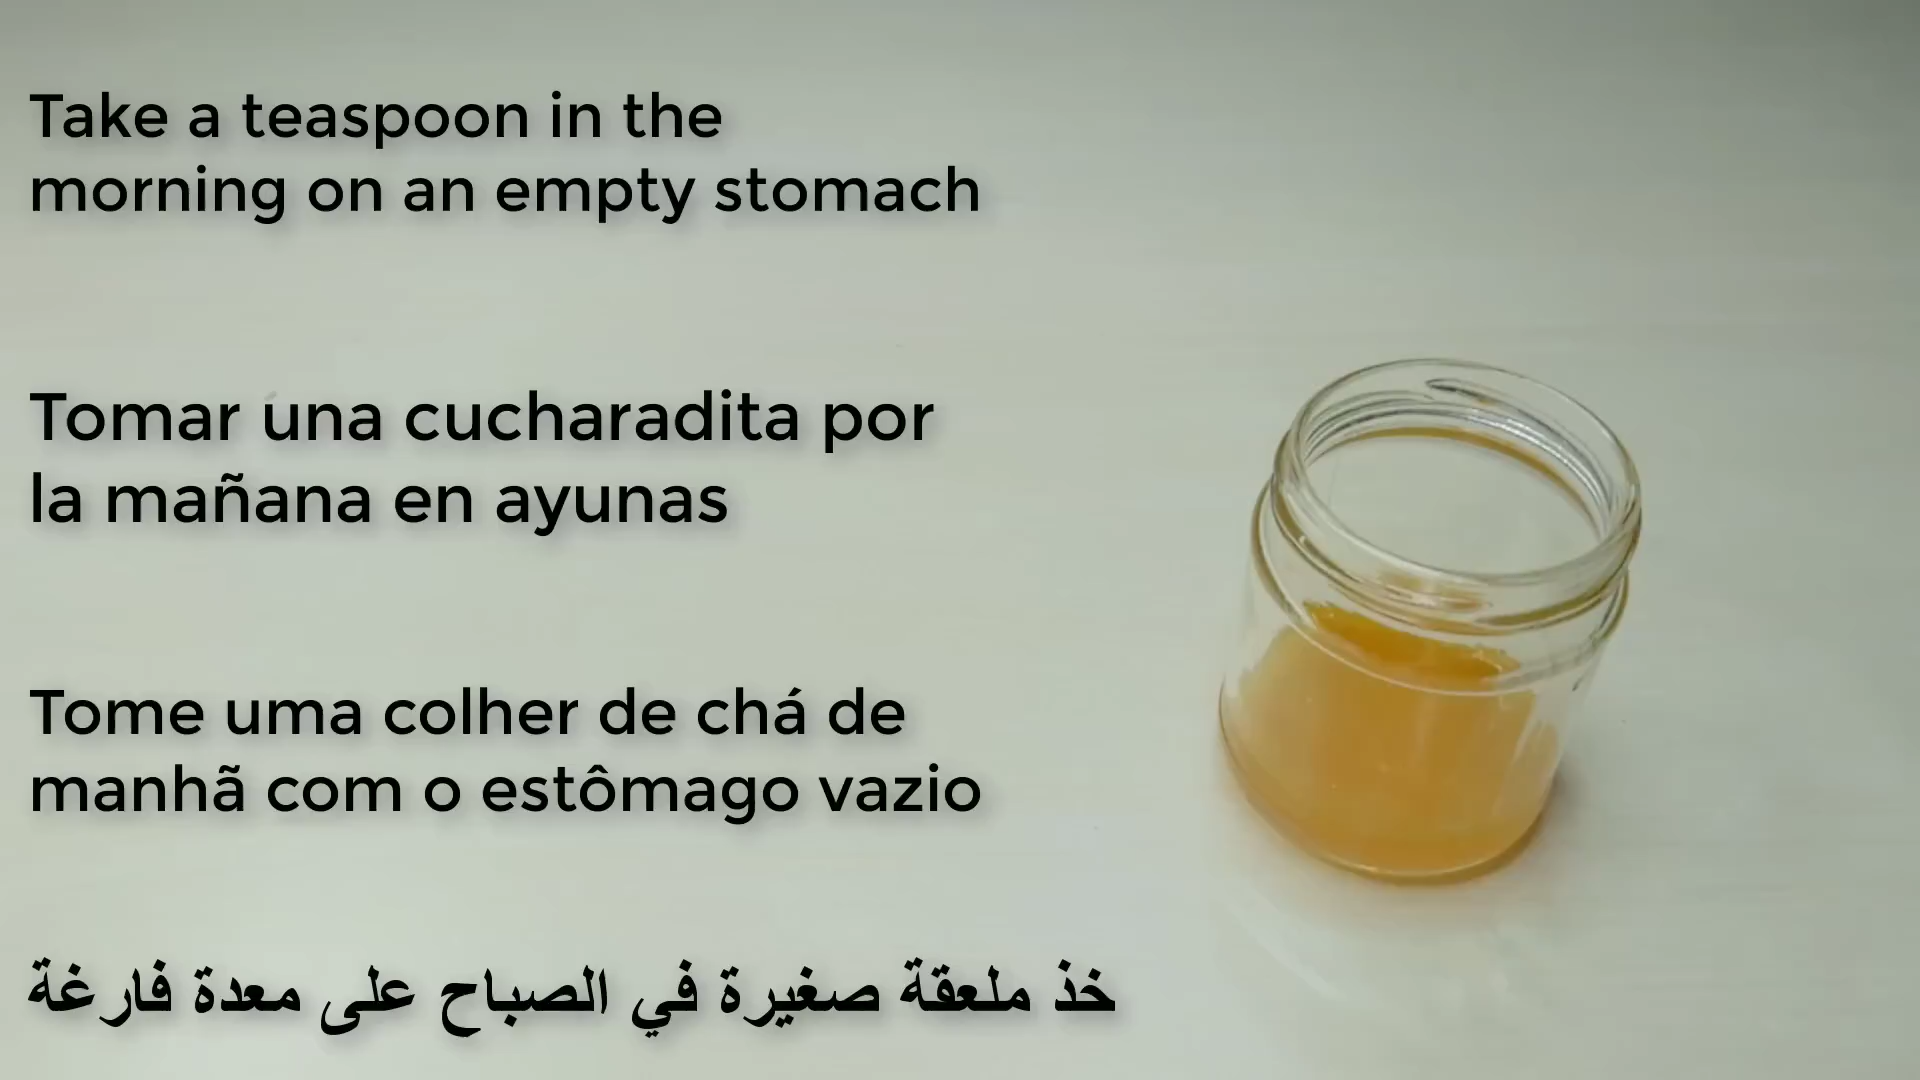 Take a teaspoon in the
morning on an empty stomach
Tomar una cucharadita por
la mañana en ayunas
Tome uma colher de chá de
manhã com o estômago vazio
خذ ملعقة صغيرة في الصباح على معدة فارغة